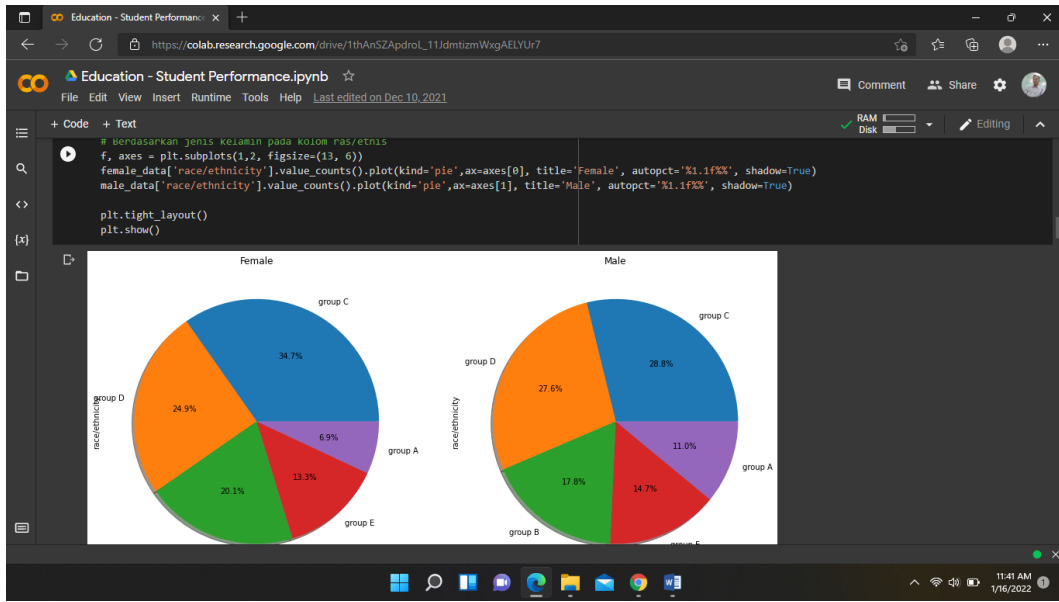 Education - Student Performance
https://colab.research.google.com/drive/1thAnSZApdroL_11JdmtizmWxgAELYUr7
Education - Student Performance.ipynb
Comment
Share
File Edit View Insert Runtime Tools Help Last edited on Dec 10, 2021
+ Code + Text
RAM
Disk
Editing
# Berdasarkan jenis kelamin pada kolom ras/etnis
f, axes = plt.subplots(1,2, figsize=(13, 6))
female_data['race/ethnicity'].value_counts().plot(kind='pie',ax=axes[0], title='Female', autopct='%1.1f%%', shadow=True)
male_data['race/ethnicity'].value_counts().plot(kind='pie',ax=axes[1], title='Male', autopct='%1.1f%%', shadow=True)
plt.tight_layout()
plt.show()
{x}
Female
group C
34.7%
group D
24.9%
race/ethnicity
6.9%
group A
13.3%
20.1%
group E
Male
group C
group D
28.8%
27.6%
race/ethnicity
11.0%
group A
17.8%
14.7%
group B
group E
11:41 AM
1/16/2022
1